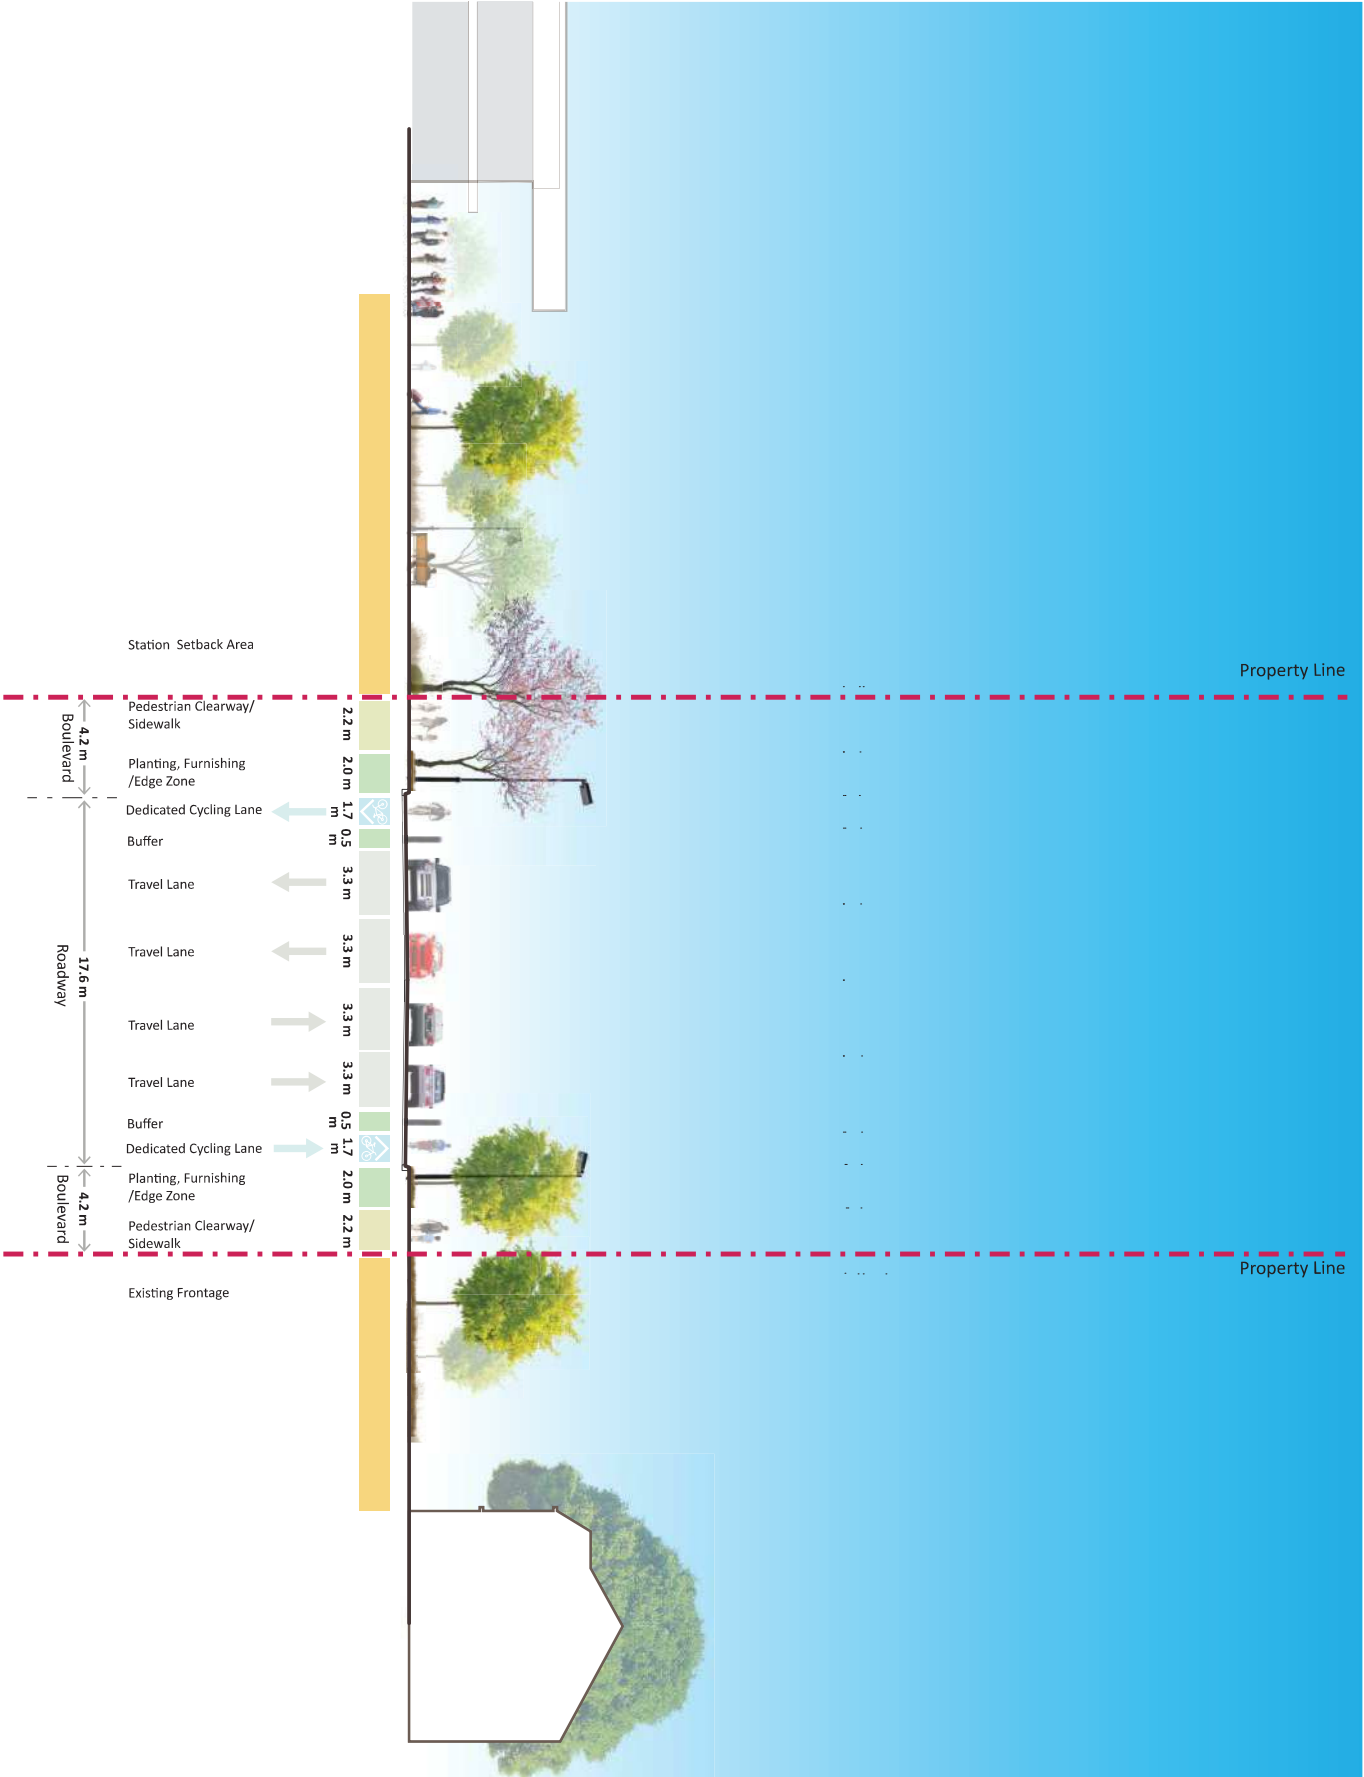 Station Setback Area
Property Line
Pedestrian Clearway/
Sidewalk
2.2 m
4.2 m
Boulevard
Planting, Furnishing
/Edge Zone
2.0 m
Dedicated Cycling Lane
1.7
m
Buffer
0.5
m
Travel Lane
3.3 m
Travel Lane
3.3 m
17.6 m
Roadway
Travel Lane
3.3 m
Travel Lane
3.3 m
Buffer
0.5
m
Dedicated Cycling Lane
1.7
m
Planting, Furnishing
/Edge Zone
2.0 m
4.2 m
Boulevard
Pedestrian Clearway/
Sidewalk
2.2 m
Property Line
Existing Frontage